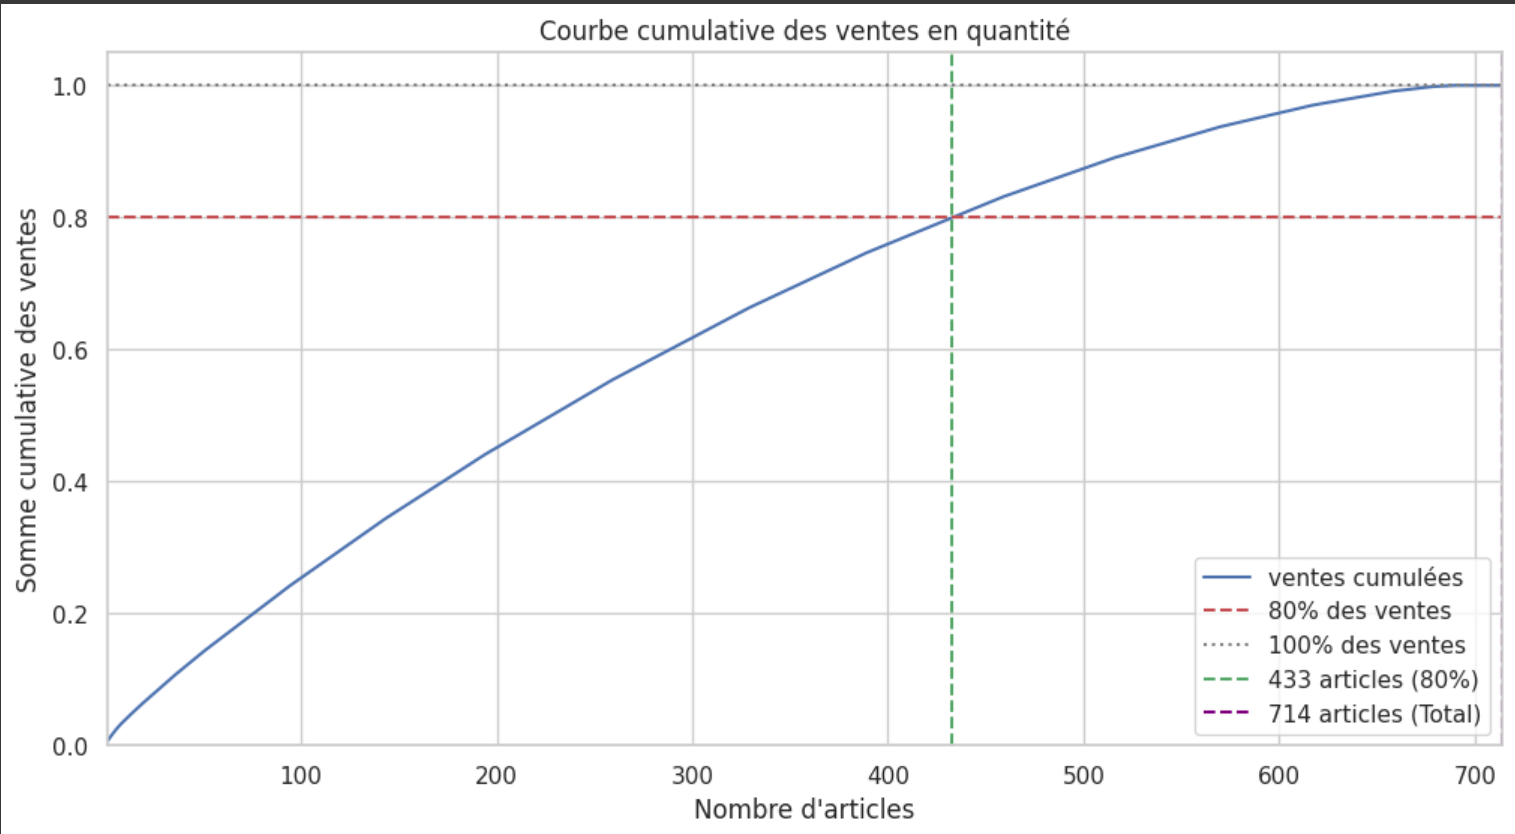 Courbe cumulative des ventes en quantité
1.0
0.8
0.6
0.4
0.2
0.0
Somme cumulative des ventes
100 200 300 400 500 600 700
Nombre d'articles
ventes cumulées
80% des ventes
100% des ventes
433 articles (80%)
714 articles (Total)